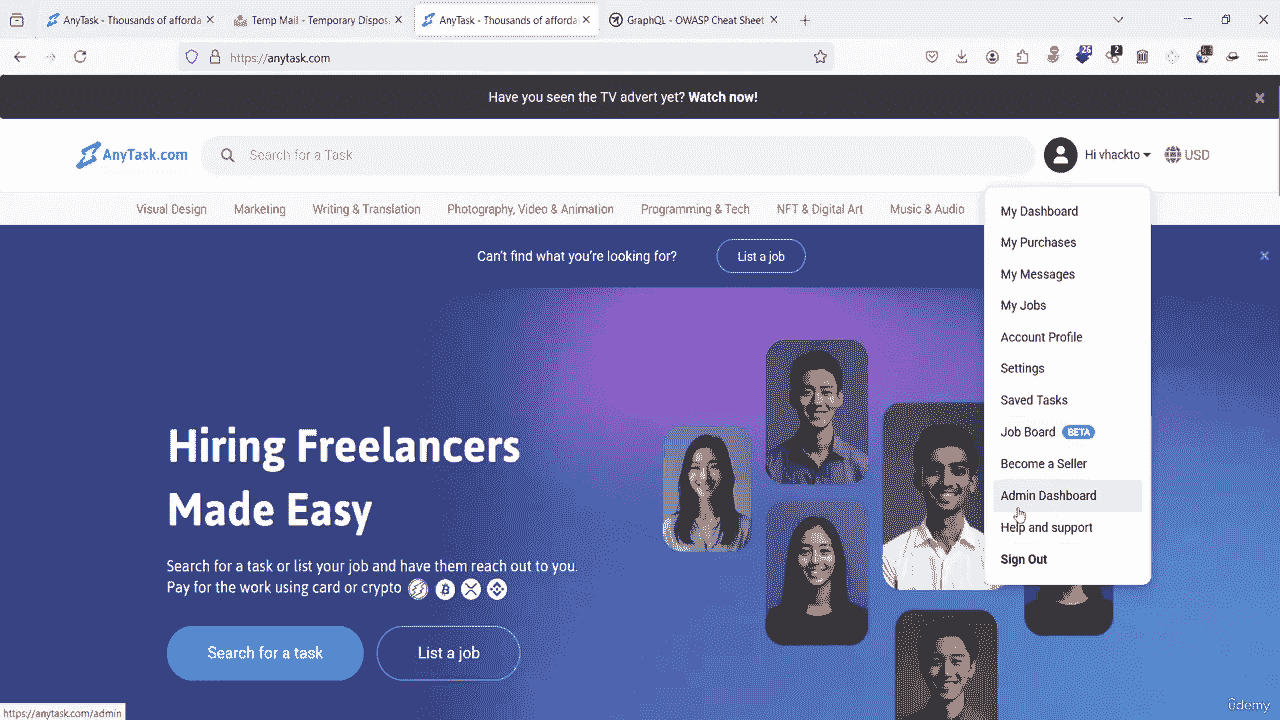 AnyTask - Thousands of afforda
Temp Mail - Temporary Dispos
AnyTask - Thousands of afforda
GraphQL - OWASP Cheat Sheet
https://anytask.com
26
2
Have you seen the TV advert yet? Watch now!
AnyTask.com
Search for a Task
Hi vhackto
USD
Visual Design
Marketing
Writing & Translation
Photography, Video & Animation
Programming & Tech
NFT & Digital Art
Music & Audio
Can't find what you're looking for?
List a job
My Dashboard
My Purchases
My Messages
My Jobs
Account Profile
Settings
Saved Tasks
Job Board BETA
Become a Seller
Admin Dashboard
Help and support
Sign Out
Hiring Freelancers
Made Easy
Search for a task or list your job and have them reach out to you.
Pay for the work using card or crypto
Search for a task
List a job
https://anytask.com/admin
ûdemy